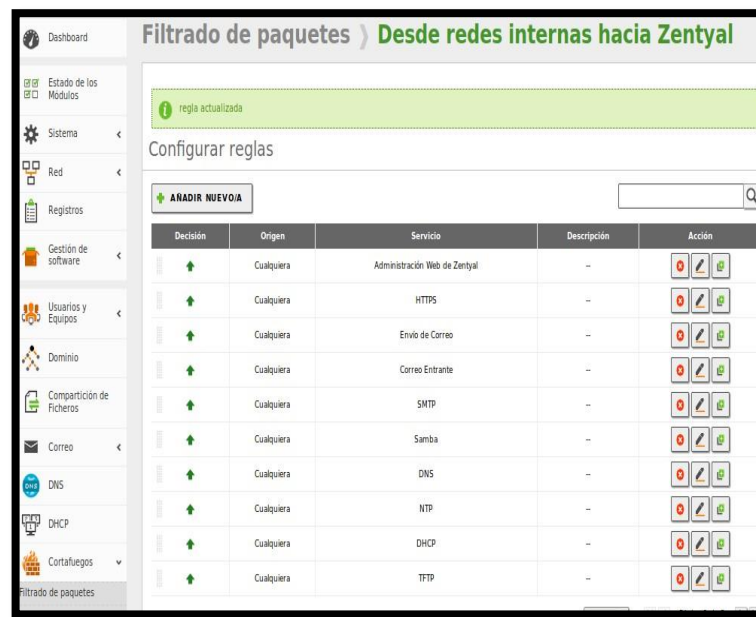 Filtrado de paquetes ⟩ Desde redes internas hacia Zentyal
Dashboard
Estado de los
Módulos
Sistema
Red
Registros
Gestión de
software
Usuarios y
Equipos
Dominio
Compartición de
Ficheros
Correo
DNS
DHCP
Cortafuegos
Filtrado de paquetes
regla actualizada
Configurar reglas
AÑADIR NUEVO/A
Decisión Origen Servicio Descripción Acción
Cualquiera Administración Web de Zentyal --
Cualquiera HTTPS --
Cualquiera Envío de Correo --
Cualquiera Correo Entrante --
Cualquiera SMTP --
Cualquiera Samba --
Cualquiera DNS --
Cualquiera NTP --
Cualquiera DHCP --
Cualquiera TFTP --